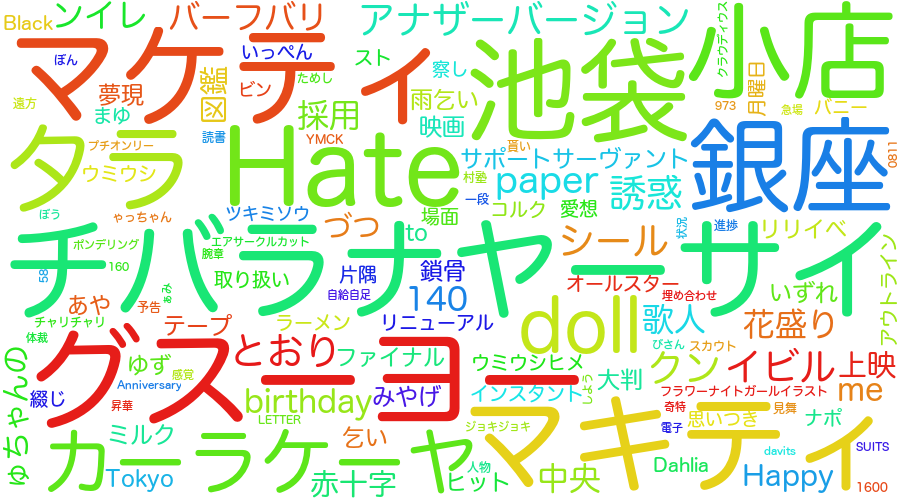 Black
ンイレ
バーフバリ
アナザーバージョン
クラウディウス
小店
マケティ
ぽん
いっぺん
スト
察し
池袋
月曜日
遠方
夢現
図鑑
ビン
ためし
雨乞い
973
急場
バニー
まゆ
採用
映画
銀座
タラ
プチオンリー
読書
YMCK
Hate
貰い
サポートサーヴァント
0811
ウミウシ
村塾
paper
誘惑
ぼう
ゃっちゃん
ツキミソウ
づつ
場面
コルク
一段
愛想
チバラナヤーサイ
to
シール
状況
進捗
リリイベ
ボンデリング
エアサークルカット
腕章
160
58
取り扱い
片隅
鎖骨
オールスター
いずれ
アウトライン
ぁみ
自給自足
140
埋め合わせ
あや
予告
チャリチャリ
テープ
ラーメン
リニューアル
doll
歌人
花盛り
体裁
グスーヨー
とおり
ファイナル
ウミウシヒメ
ぴさん
スカウト
ゅちゃんの
ゆず
感覚
クン
イビル
上映
綴じ
Anniversary
みやげ
インスタント
しよう
大判
フラワーナイトガールイラスト
me
昇華
birthday
LETTER
マキティ
奇特
見舞
ミルク
乞い
ジョキジョキ
電子
思いつき
ナポ
カーラケーヤ
人物
davits
SUITS
Tokyo
赤十字
ヒット
中央
Dahlia
Happy
1600